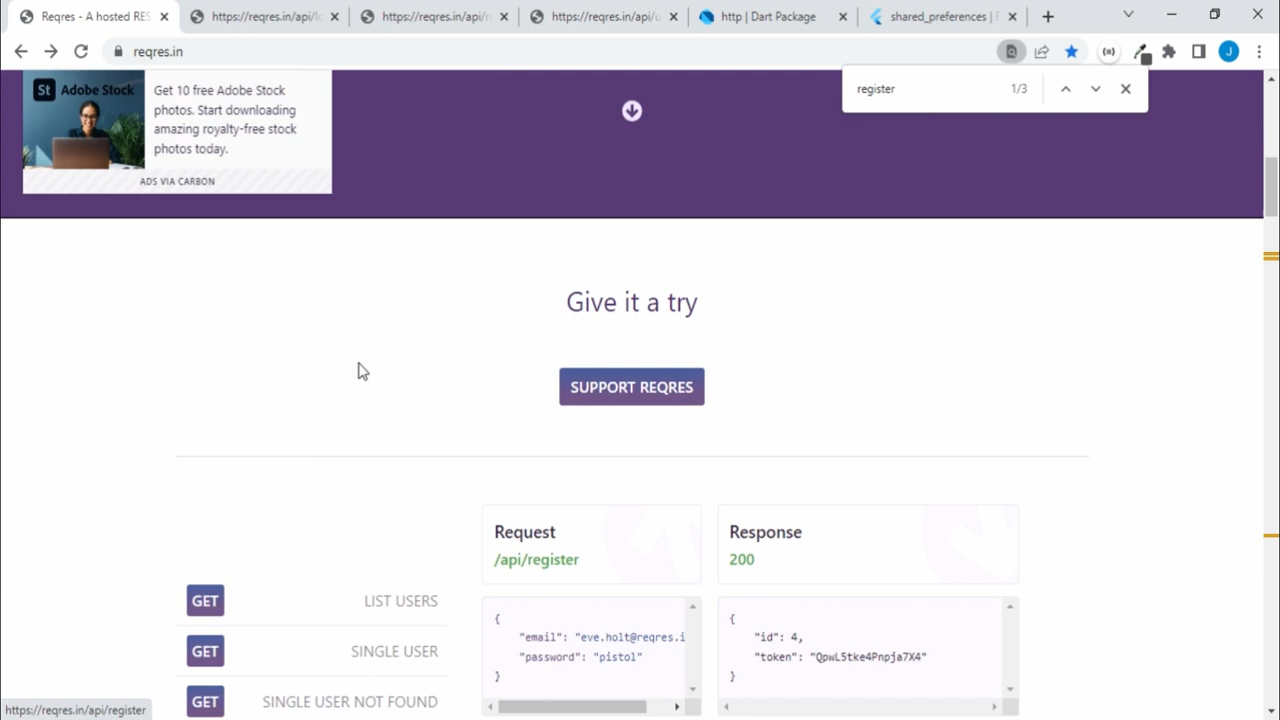 Reqres - A hosted RES
https://reqres.in/api/lo
https://reqres.in/api/r
https://reqres.in/api/u
http | Dart Package
shared_preferences | F
reqres.in
J
register
1/3
St Adobe Stock
Get 10 free Adobe Stock
photos. Start downloading
amazing royalty-free stock
photos today.
ADS VIA CARBON
Give it a try
SUPPORT REQRES
Request
/api/register
Response
200
GET LIST USERS
GET SINGLE USER
GET SINGLE USER NOT FOUND
{
"email": "eve.holt@reqres.i
"password": "pistol"
}
{
"id": 4,
"token": "QpwL5tke4Pnpja7X4"
}
https://reqres.in/api/register